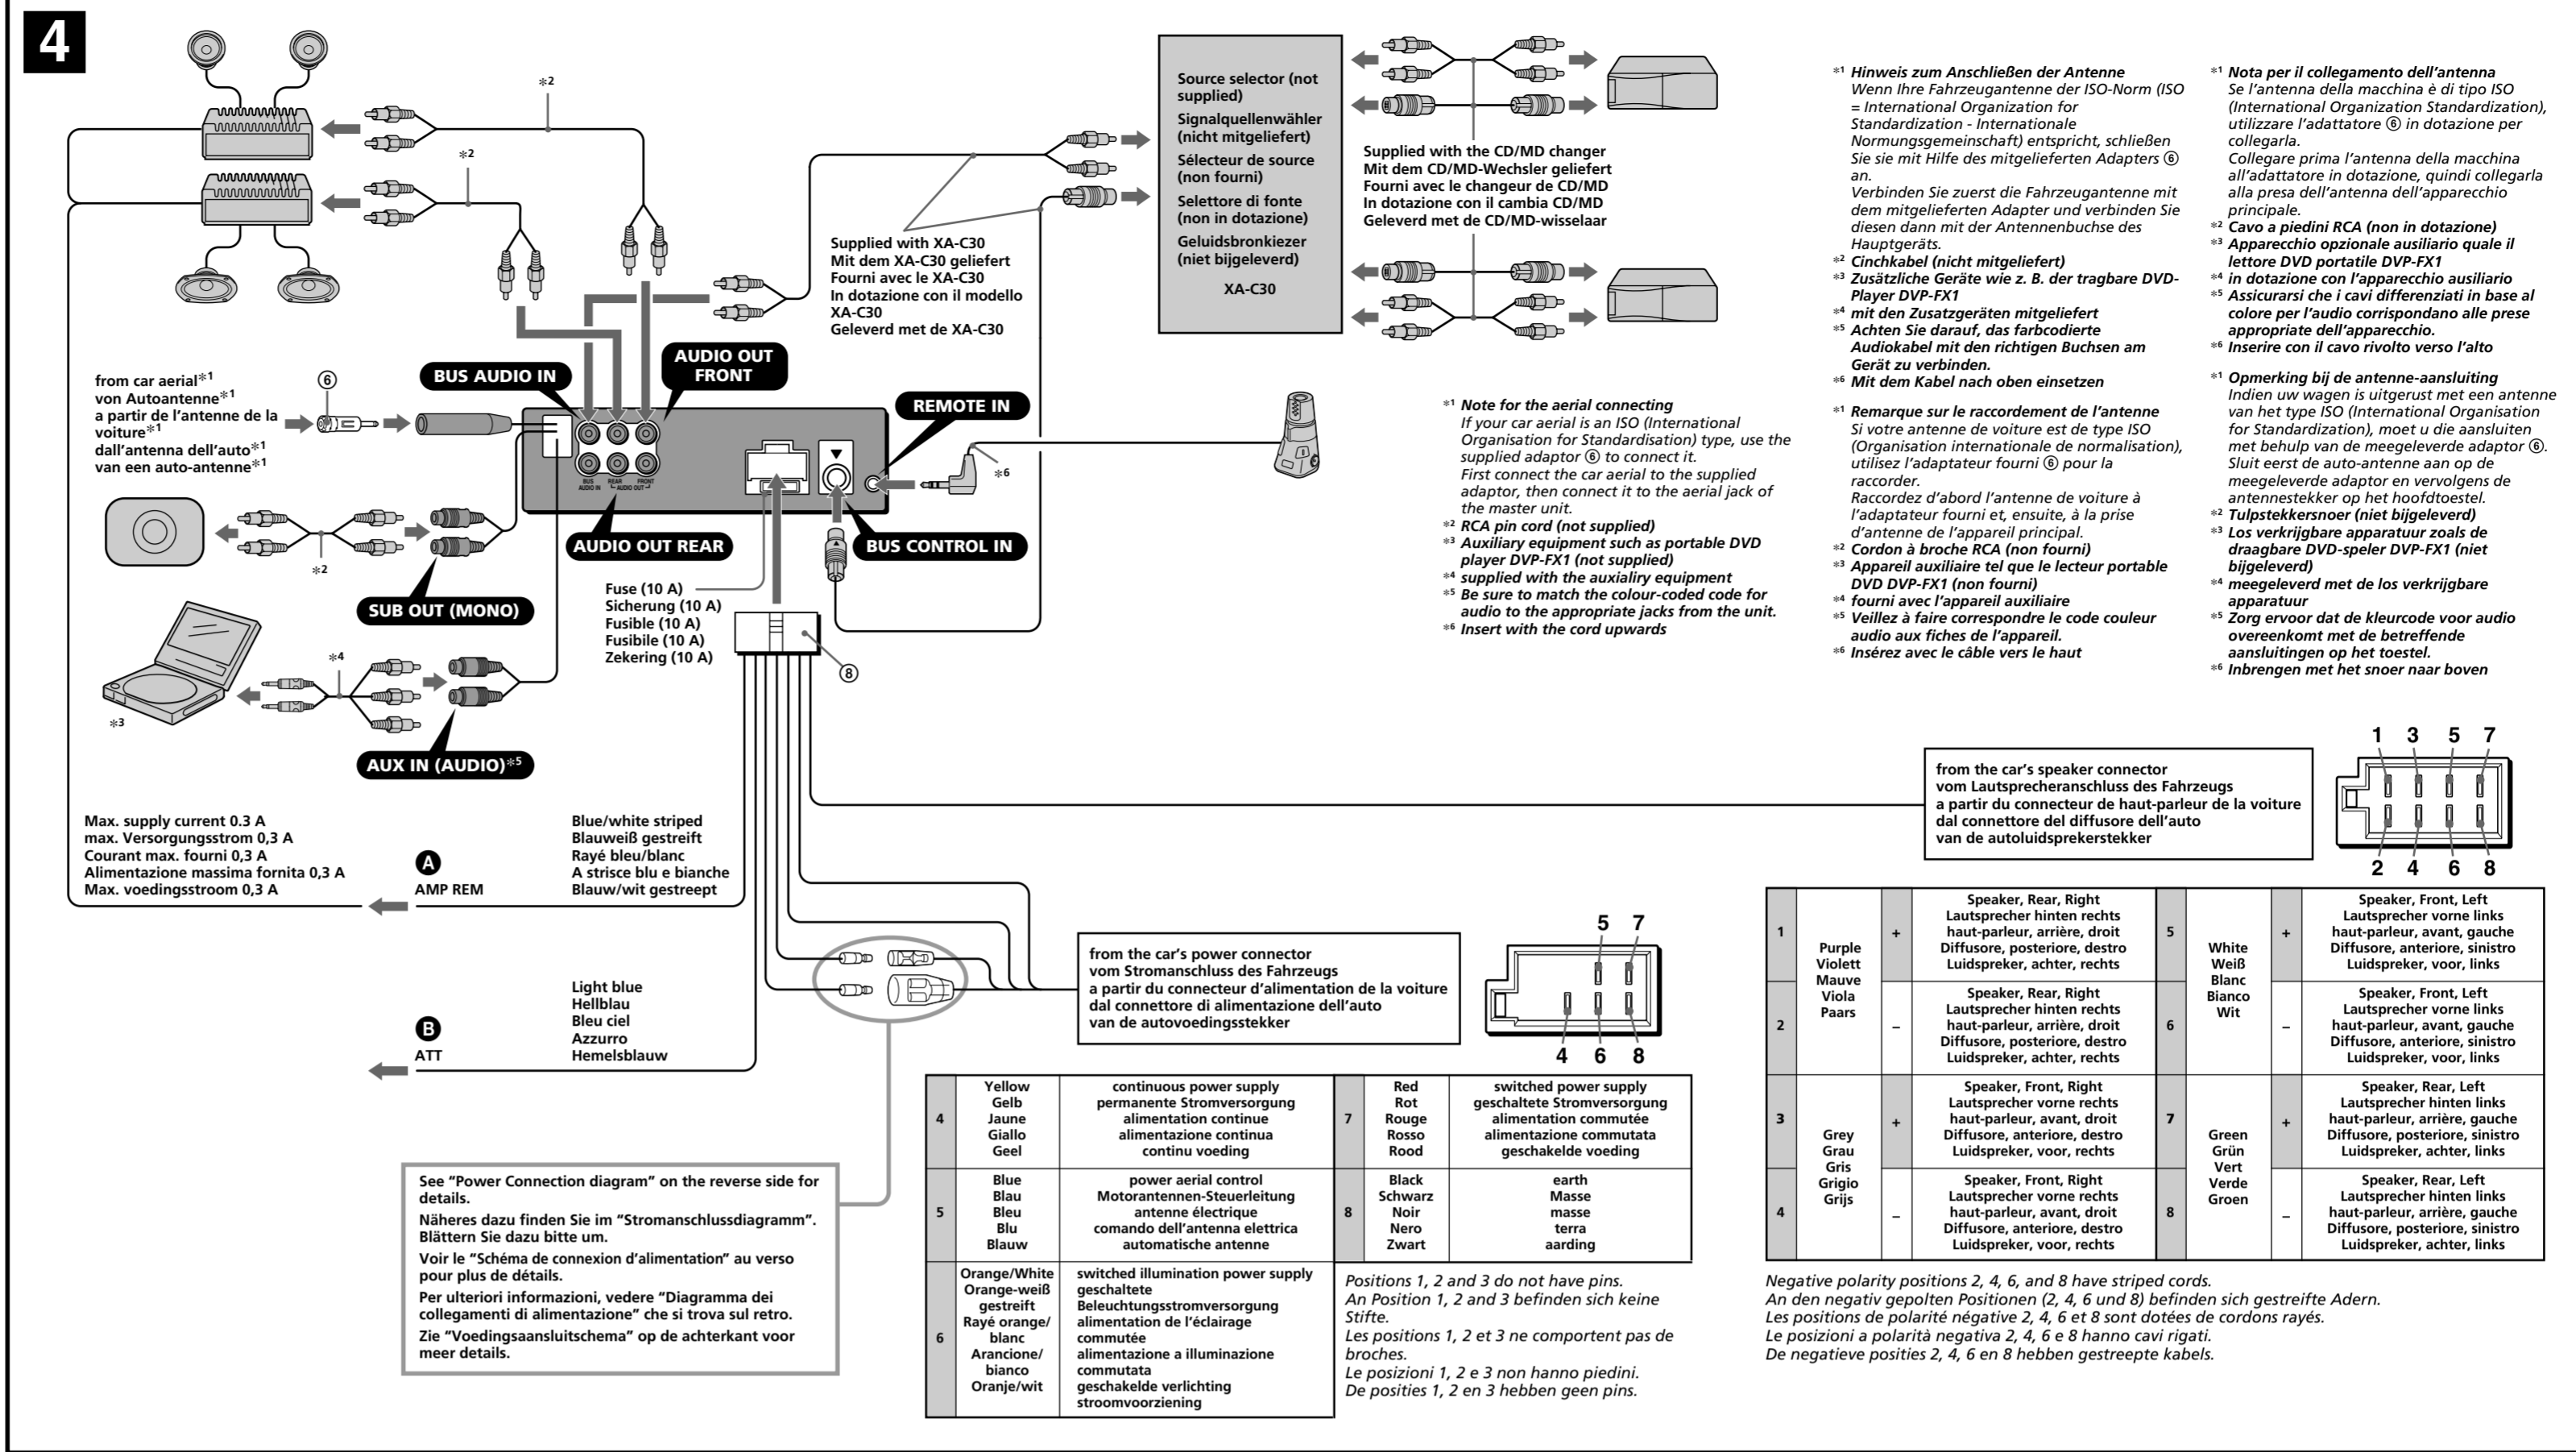 4
*2
*2
Supplied with XA-C30
Mit dem XA-C30 geliefert
Fourni avec le XA-C30
In dotazione con il modello
XA-C30
Geleverd met de XA-C30
Source selector (not
supplied)
Signalquellenwähler
(nicht mitgeliefert)
Sélecteur de source
(non fourni)
Selettore di fonte
(non in dotazione)
Geluidsbronkiezer
(niet bijgeleverd)
XA-C30
Supplied with the CD/MD changer
Mit dem CD/MD-Wechsler geliefert
Fourni avec le changeur de CD/MD
In dotazione con il cambia CD/MD
Geleverd met de CD/MD-wisselaar
from car aerial*1
von Autoantenne*1
a partir de l'antenne de la
voiture*1
dall'antenna dell'auto*1
van een auto-antenne*1
⑥
BUS AUDIO IN
AUDIO OUT
FRONT
REMOTE IN
*6
BUS
AUDIO IN
REAR
FRONT
AUDIO OUT
AUDIO OUT REAR
BUS CONTROL IN
*2
SUB OUT (MONO)
Fuse (10 A)
Sicherung (10 A)
Fusible (10 A)
Fusibile (10 A)
Zekering (10 A)
⑧
*4
*3
AUX IN (AUDIO)*5
*1 Note for the aerial connecting
If your car aerial is an ISO (International
Organisation for Standardisation) type, use the
supplied adaptor ⑥ to connect it.
First connect the car aerial to the supplied
adaptor, then connect it to the aerial jack of
the master unit.
*2 RCA pin cord (not supplied)
*3 Auxiliary equipment such as portable DVD
player DVP-FX1 (not supplied)
*4 supplied with the auxialiry equipment
*5 Be sure to match the colour-coded code for
audio to the appropriate jacks from the unit.
*6 Insert with the cord upwards
*1 Hinweis zum Anschließen der Antenne
Wenn Ihre Fahrzeugantenne der ISO-Norm (ISO
= International Organization for
Standardization - Internationale
Normungsgemeinschaft) entspricht, schließen
Sie sie mit Hilfe des mitgelieferten Adapters ⑥
an.
Verbinden Sie zuerst die Fahrzeugantenne mit
dem mitgelieferten Adapter und verbinden Sie
diesen dann mit der Antennenbuchse des
Hauptgeräts.
*2 Cinchkabel (nicht mitgeliefert)
*3 Zusätzliche Geräte wie z. B. der tragbare DVD-
Player DVP-FX1
*4 mit den Zusatzgeräten mitgeliefert
*5 Achten Sie darauf, das farbcodierte
Audiokabel mit den richtigen Buchsen am
Gerät zu verbinden.
*6 Mit dem Kabel nach oben einsetzen
*1 Remarque sur le raccordement de l'antenne
Si votre antenne de voiture est de type ISO
(Organisation internationale de normalisation),
utilisez l'adaptateur fourni ⑥ pour la
raccorder.
Raccordez d'abord l'antenne de voiture à
l'adaptateur fourni et, ensuite, à la prise
d'antenne de l'appareil principal.
*2 Cordon à broche RCA (non fourni)
*3 Appareil auxiliaire tel que le lecteur portable
DVD DVP-FX1 (non fourni)
*4 fourni avec l'appareil auxiliaire
*5 Veillez à faire correspondre le code couleur
audio aux fiches de l'appareil.
*6 Insérez avec le câble vers le haut
*1 Nota per il collegamento dell'antenna
Se l'antenna della macchina è di tipo ISO
(International Organization Standardization),
utilizzare l'adattatore ⑥ in dotazione per
collegarla.
Collegare prima l'antenna della macchina
all'adattatore in dotazione, quindi collegarla
alla presa dell'antenna dell'apparecchio
principale.
*2 Cavo a piedini RCA (non in dotazione)
*3 Apparecchio opzionale ausiliario quale il
lettore DVD portatile DVP-FX1
*4 in dotazione con l'apparecchio ausiliario
*5 Assicurarsi che i cavi differenziati in base al
colore per l'audio corrispondano alle prese
appropriate dell'apparecchio.
*6 Inserire con il cavo rivolto verso l'alto
*1 Opmerking bij de antenne-aansluiting
Indien uw wagen is uitgerust met een antenne
van het type ISO (International Organisation
for Standardization), moet u die aansluiten
met behulp van de meegeleverde adaptor ⑥.
Sluit eerst de auto-antenne aan op de
meegeleverde adaptor en vervolgens de
antennestekker op het hoofdtoestel.
*2 Tulpstekkersnoer (niet bijgeleverd)
*3 Los verkrijgbare apparatuur zoals de
draagbare DVD-speler DVP-FX1 (niet
bijgeleverd)
*4 meegeleverd met de los verkrijgbare
apparatuur
*5 Zorg ervoor dat de kleurcode voor audio
overeenkomt met de betreffende
aansluitingen op het toestel.
*6 Inbrengen met het snoer naar boven
Max. supply current 0.3 A
max. Versorgungsstrom 0,3 A
Courant max. fourni 0,3 A
Alimentazione massima fornita 0,3 A
Max. voedingsstroom 0,3 A
A
AMP REM
Blue/white striped
Blauweiß gestreift
Rayé bleu/blanc
A strisce blu e bianche
Blauw/wit gestreept
B
ATT
Light blue
Hellblau
Bleu ciel
Azzurro
Hemelsblauw
from the car's speaker connector
vom Lautsprecheranschluss des Fahrzeugs
a partir du connecteur de haut-parleur de la voiture
dal connettore del diffusore dell'auto
van de autoluidsprekerstekker
1 3 5 7
2 4 6 8
from the car's power connector
vom Stromanschluss des Fahrzeugs
a partir du connecteur d'alimentation de la voiture
dal connettore di alimentazione dell'auto
van de autovoedingsstekker
5 7
4 6 8
See "Power Connection diagram" on the reverse side for
details.
Näheres dazu finden Sie im "Stromanschlussdiagramm".
Blättern Sie dazu bitte um.
Voir le "Schéma de connexion d'alimentation" au verso
pour plus de détails.
Per ulteriori informazioni, vedere "Diagramma dei
collegamenti di alimentazione" che si trova sul retro.
Zie "Voedingsaansluitschema" op de achterkant voor
meer details.
4
Yellow
Gelb
Jaune
Giallo
Geel
continuous power supply
permanente Stromversorgung
alimentation continue
alimentazione continua
continu voeding
5
Blue
Blau
Bleu
Blu
Blauw
power aerial control
Motorantennen-Steuerleitung
antenne électrique
comando dell'antenna elettrica
automatische antenne
6
Orange/White
Orange-weiß
gestreift
Rayé orange/
blanc
Arancione/
bianco
Oranje/wit
switched illumination power supply
geschaltete
Beleuchtungsstromversorgung
alimentation de l'éclairage
commutée
alimentazione a illuminazione
commutata
geschakelde verlichting
stroomvoorziening
7
Red
Rot
Rouge
Rosso
Rood
switched power supply
geschaltete Stromversorgung
alimentation commutée
alimentazione commutata
geschakelde voeding
8
Black
Schwarz
Noir
Nero
Zwart
earth
Masse
masse
terra
aarding
Positions 1, 2 and 3 do not have pins.
An Position 1, 2 and 3 befinden sich keine
Stifte.
Les positions 1, 2 et 3 ne comportent pas de
broches.
Le posizioni 1, 2 e 3 non hanno piedini.
De posities 1, 2 en 3 hebben geen pins.
1
Purple
Violett
Mauve
Viola
Paars
+
Speaker, Rear, Right
Lautsprecher hinten rechts
haut-parleur, arrière, droit
Diffusore, posteriore, destro
Luidspreker, achter, rechts
2
–
Speaker, Rear, Right
Lautsprecher hinten rechts
haut-parleur, arrière, droit
Diffusore, posteriore, destro
Luidspreker, achter, rechts
3
Grey
Grau
Gris
Grigio
Grijs
+
Speaker, Front, Right
Lautsprecher vorne rechts
haut-parleur, avant, droit
Diffusore, anteriore, destro
Luidspreker, voor, rechts
4
–
Speaker, Front, Right
Lautsprecher vorne rechts
haut-parleur, avant, droit
Diffusore, anteriore, destro
Luidspreker, voor, rechts
5
White
Weiß
Blanc
Bianco
Wit
+
Speaker, Front, Left
Lautsprecher vorne links
haut-parleur, avant, gauche
Diffusore, anteriore, sinistro
Luidspreker, voor, links
6
–
Speaker, Front, Left
Lautsprecher vorne links
haut-parleur, avant, gauche
Diffusore, anteriore, sinistro
Luidspreker, voor, links
7
Green
Grün
Vert
Verde
Groen
+
Speaker, Rear, Left
Lautsprecher hinten links
haut-parleur, arrière, gauche
Diffusore, posteriore, sinistro
Luidspreker, achter, links
8
–
Speaker, Rear, Left
Lautsprecher hinten links
haut-parleur, arrière, gauche
Diffusore, posteriore, sinistro
Luidspreker, achter, links
Negative polarity positions 2, 4, 6, and 8 have striped cords.
An den negativ gepolten Positionen (2, 4, 6 und 8) befinden sich gestreifte Adern.
Les positions de polarité négative 2, 4, 6 et 8 sont dotées de cordons rayés.
Le posizioni a polarità negativa 2, 4, 6 e 8 hanno cavi rigati.
De negatieve posities 2, 4, 6 en 8 hebben gestreepte kabels.